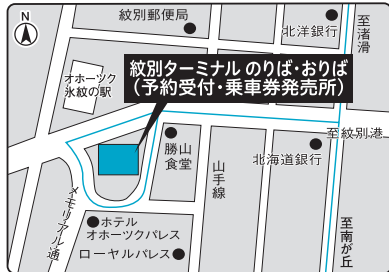 N
紋別郵便局
北洋銀行
至渚滑
オホーツク
氷紋の駅
紋別ターミナル のりば・おりば
(予約受付・乗車券発売所)
至紋別港
勝山
食堂
山手線
北海道銀行
メモリアル通
ホテル
オホーツクパレス
ローヤルパレス
至南が丘